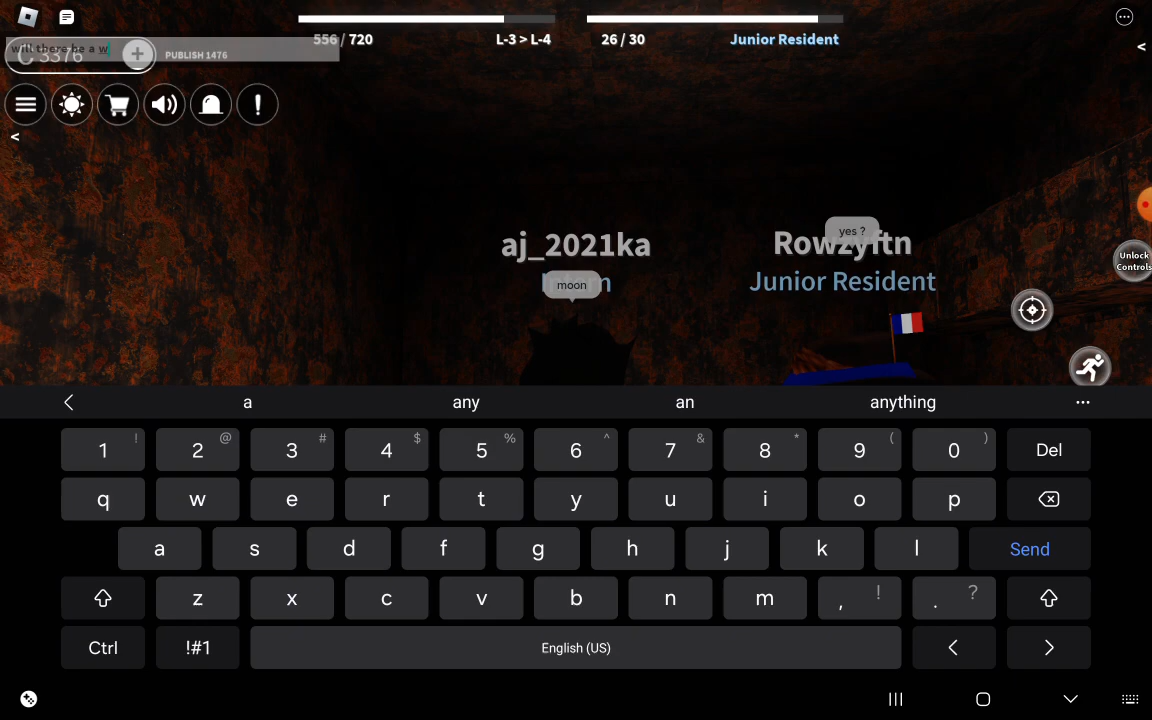 556 / 720
L-3 > L-4
26 / 30
Junior Resident
will there be a w
3376
PUBLISH 1476
aj_2021ka
moon
Rowzyftn
yes ?
Junior Resident
Unlock
Controls
a
any
an
anything
1 ! 2 @ 3 # 4 $ 5 % 6 ^ 7 & 8 * 9 ( 0 ) Del
q w e r t y u i o p
a s d f g h j k l Send
z x c v b n m , ! . ?
Ctrl !#1 English (US) < >